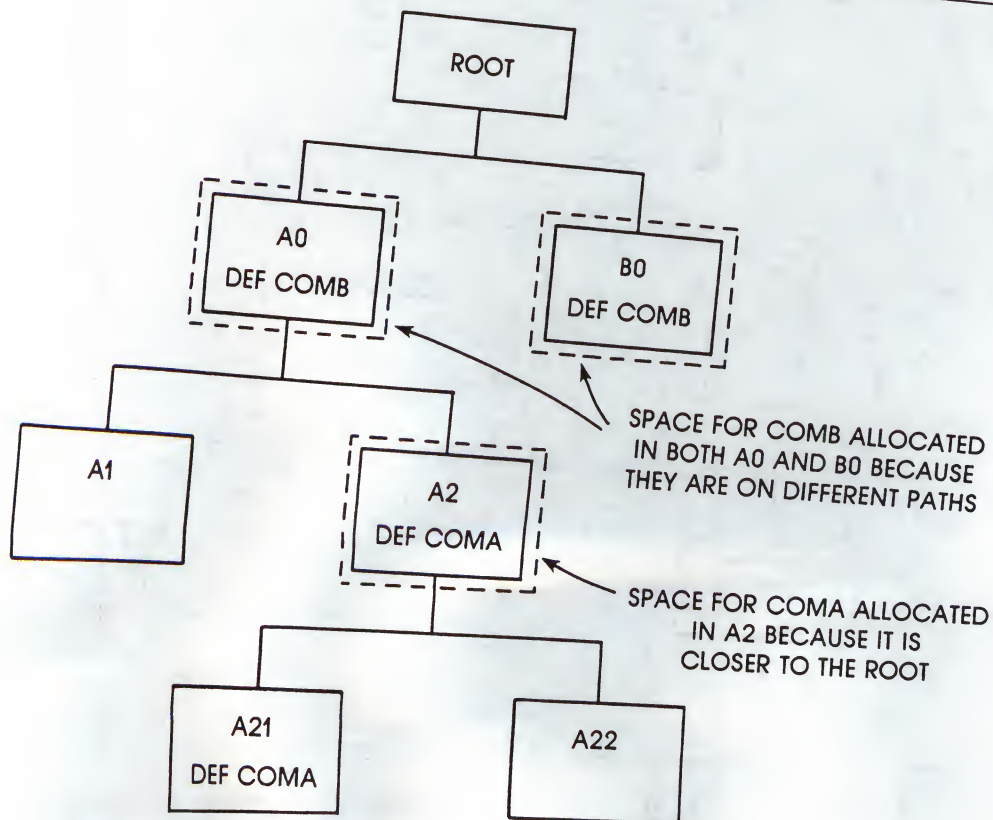 ROOT
A0
DEF COMB
B0
DEF COMB
SPACE FOR COMB ALLOCATED
IN BOTH A0 AND B0 BECAUSE
THEY ARE ON DIFFERENT PATHS
A1
A2
DEF COMA
SPACE FOR COMA ALLOCATED
IN A2 BECAUSE IT IS
CLOSER TO THE ROOT
A21
DEF COMA
A22